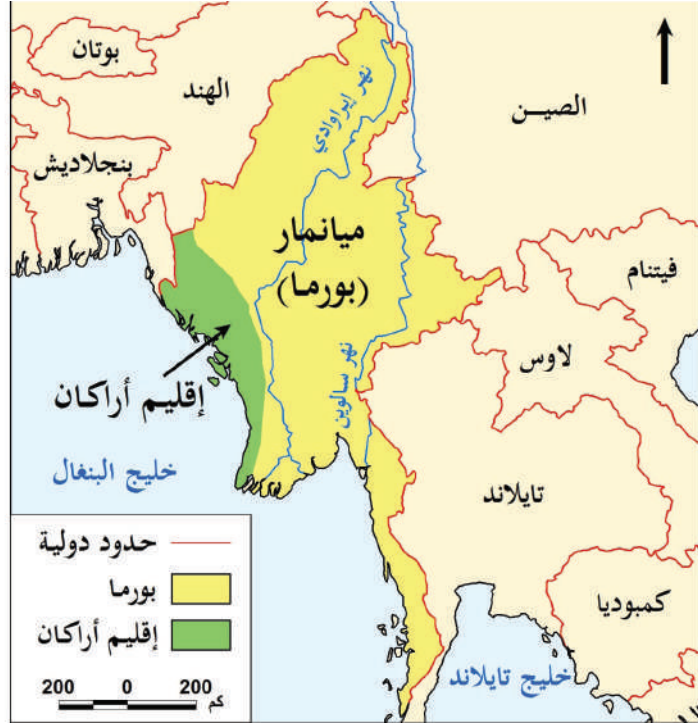 بوتان
الهند
الصين
نهر إيراوادي
بنجلاديش
ميانمار
(بورما)
فيتنام
لاوس
نهر سالوين
إقليم أراكان
خليج البنغال
تايلاند
كمبوديا
خليج تايلاند
حدود دولية
بورما
إقليم أراكان
200 0 200 كم